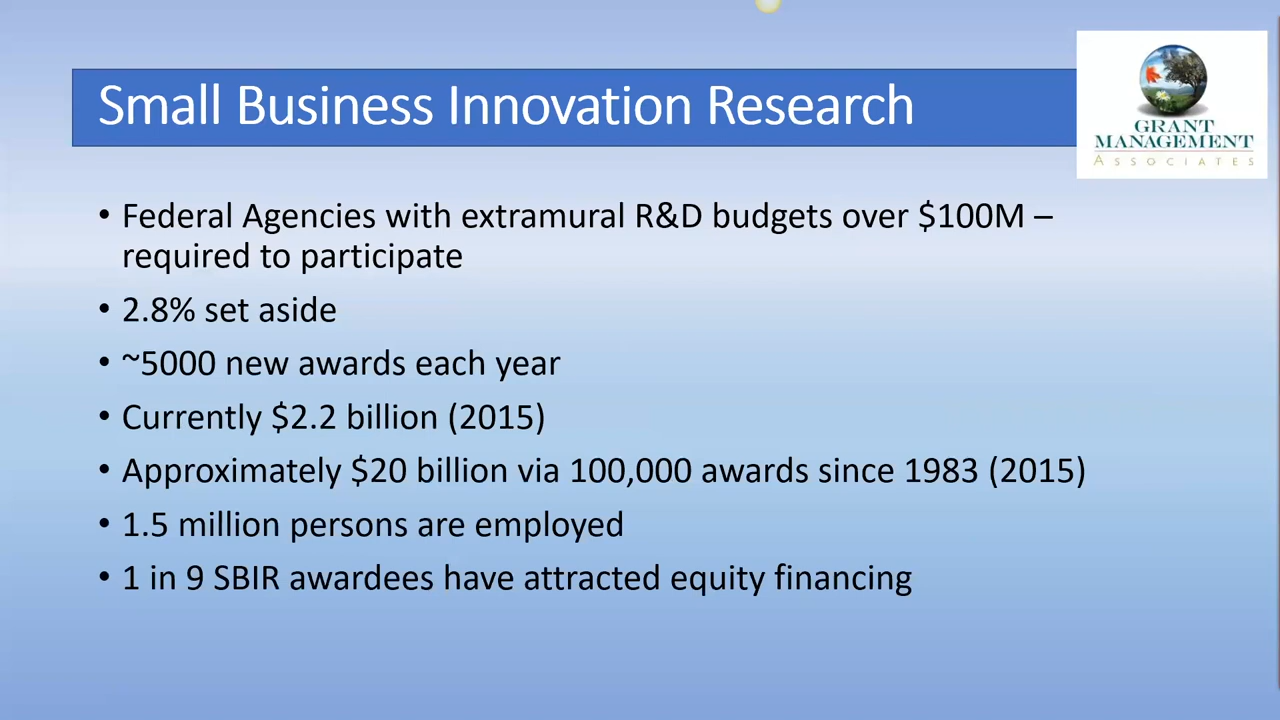 Small Business Innovation Research
GRANT
MANAGEMENT
ASSOCIATES
• Federal Agencies with extramural R&D budgets over $100M –
required to participate
• 2.8% set aside
• ~5000 new awards each year
• Currently $2.2 billion (2015)
• Approximately $20 billion via 100,000 awards since 1983 (2015)
• 1.5 million persons are employed
• 1 in 9 SBIR awardees have attracted equity financing